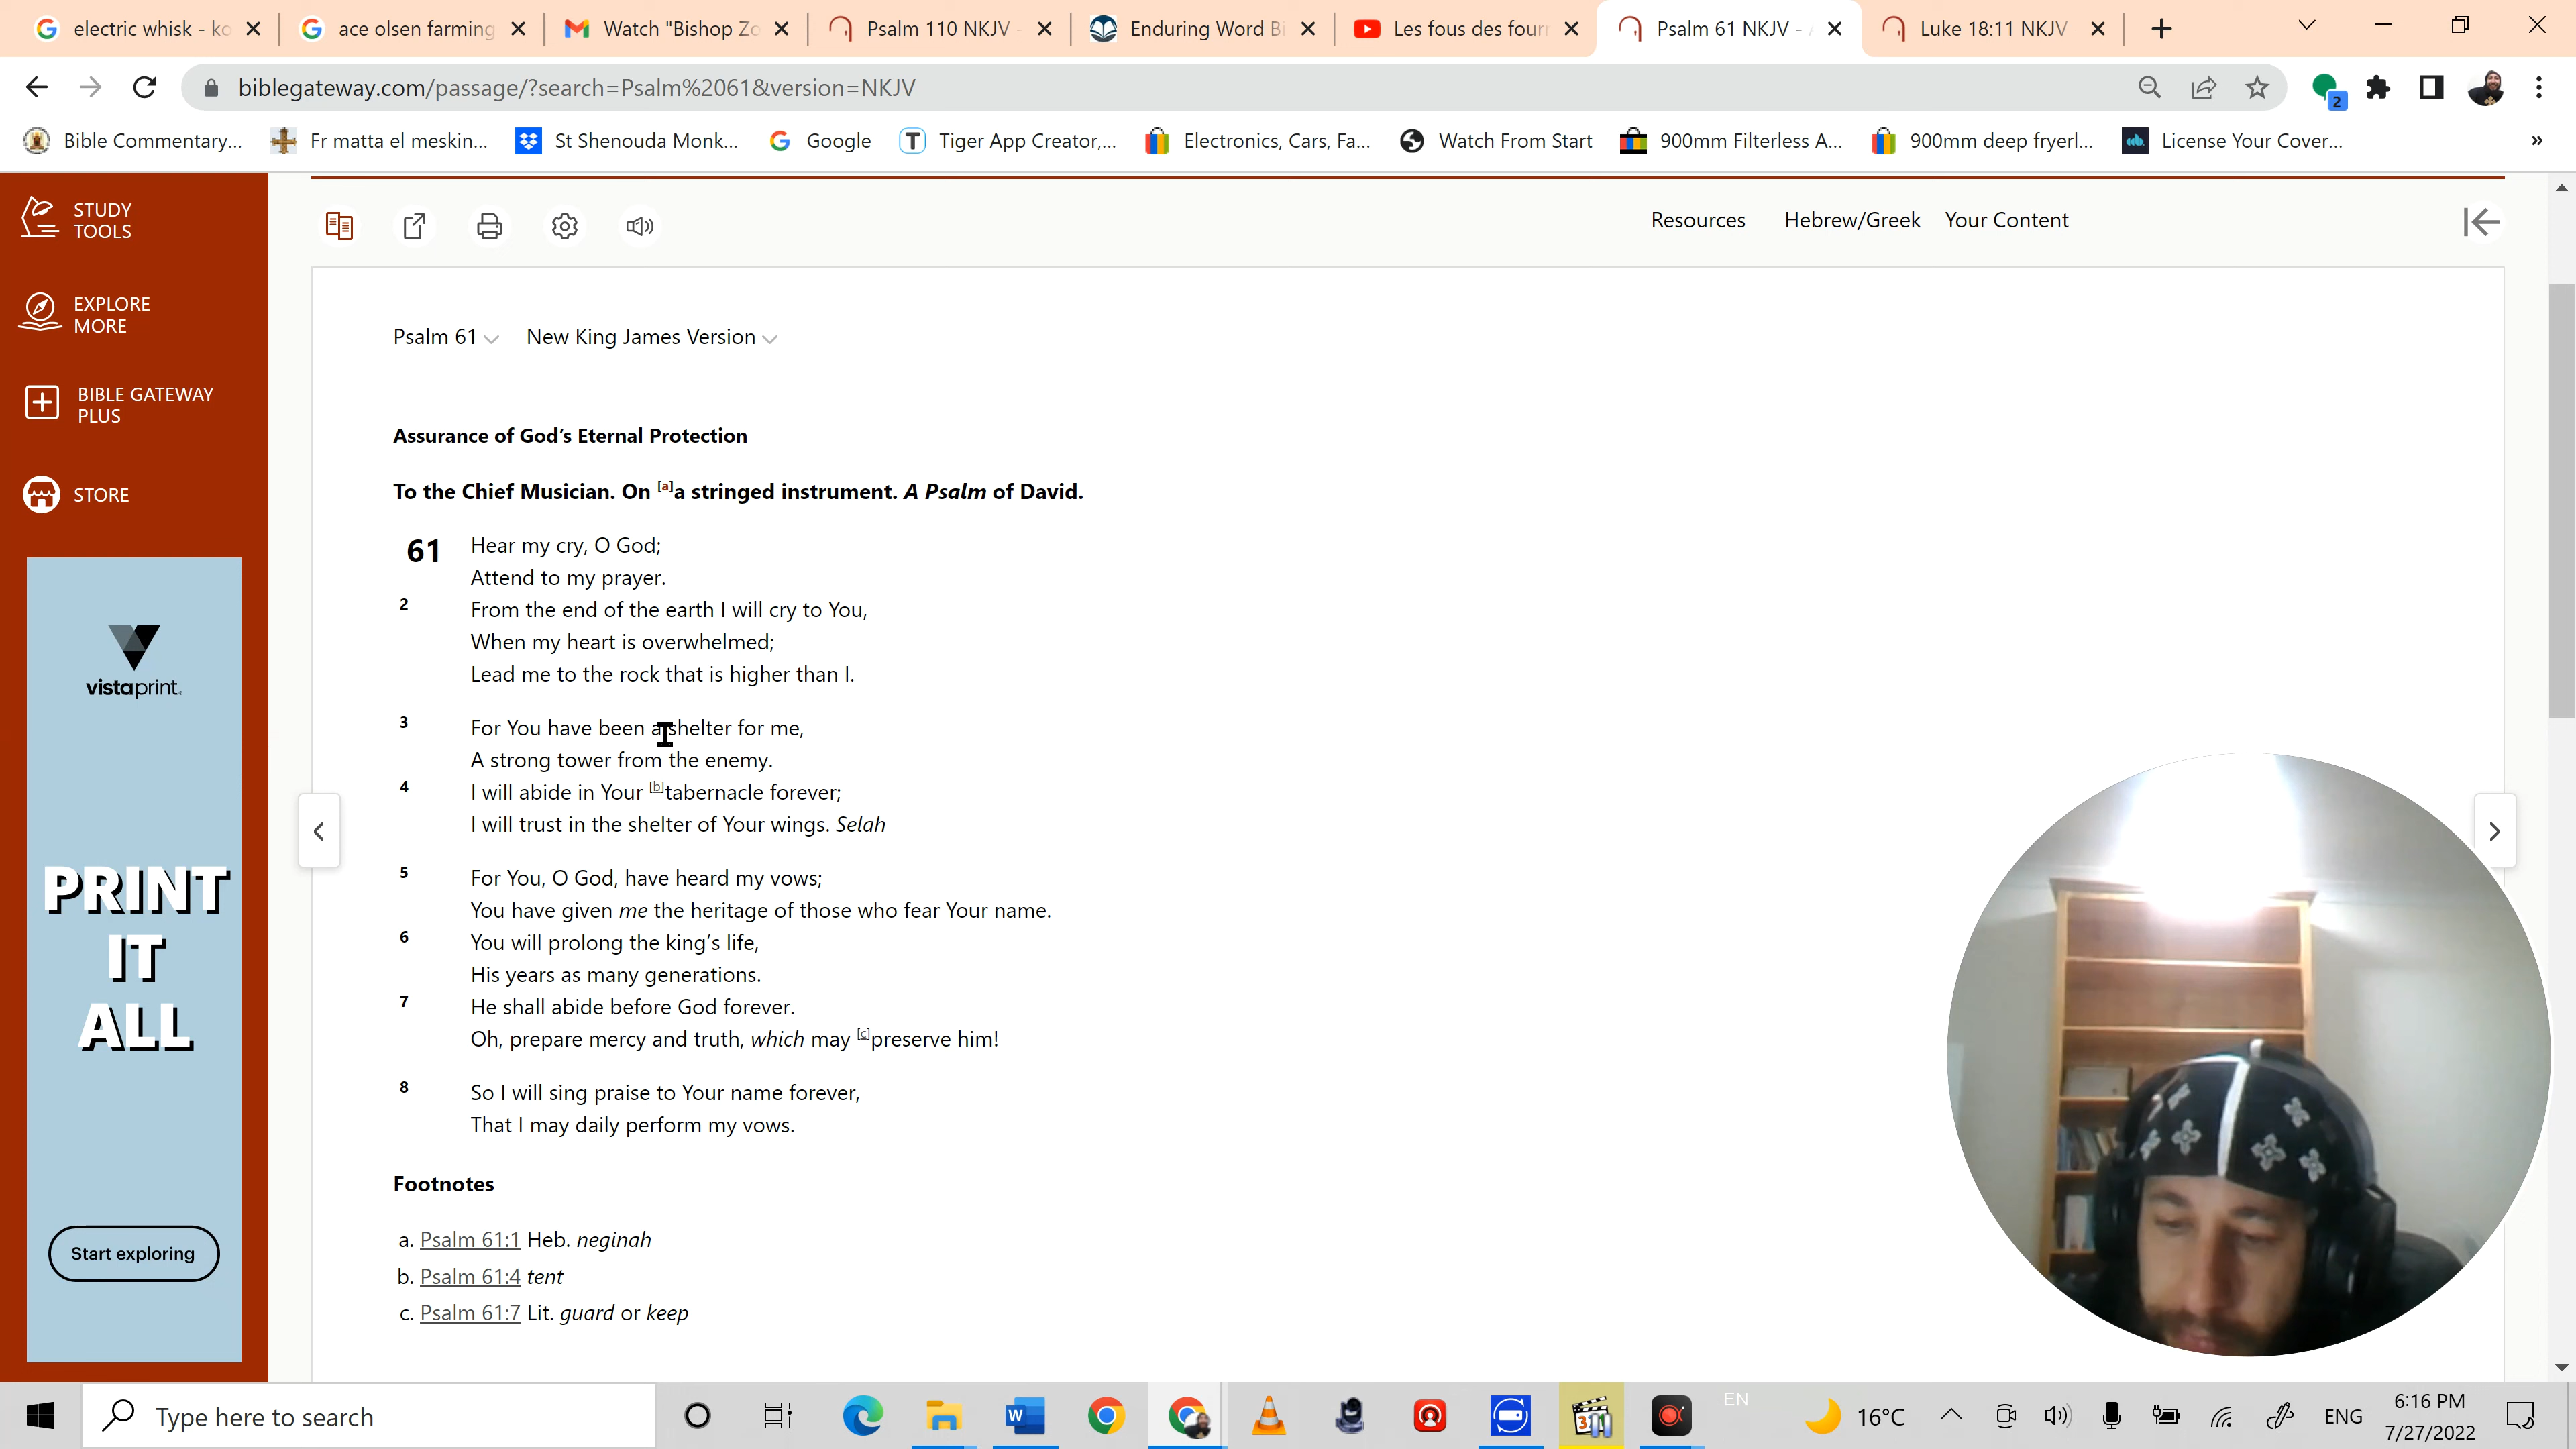 electric whisk - ko
ace olsen farming
Watch "Bishop Zo
Psalm 110 NKJV -
Enduring Word Bi
Les fous des four
Psalm 61 NKJV -
Luke 18:11 NKJV
biblegateway.com/passage/?search=Psalm%2061&version=NKJV
2
Bible Commentary...
Fr matta el meskin...
St Shenouda Monk...
Google
Tiger App Creator,...
Electronics, Cars, Fa...
Watch From Start
900mm Filterless A...
900mm deep fryerl...
License Your Cover...
»
STUDY
TOOLS
EXPLORE
MORE
BIBLE GATEWAY
PLUS
STORE
vistaprint.
PRINT
IT
ALL
Start exploring
Resources
Hebrew/Greek
Your Content
Psalm 61
New King James Version
Assurance of God's Eternal Protection
To the Chief Musician. On [a]a stringed instrument. A Psalm of David.
61 Hear my cry, O God;
Attend to my prayer.
2 From the end of the earth I will cry to You,
When my heart is overwhelmed;
Lead me to the rock that is higher than I.
3 For You have been a shelter for me,
A strong tower from the enemy.
4 I will abide in Your [b]tabernacle forever;
I will trust in the shelter of Your wings. Selah
5 For You, O God, have heard my vows;
You have given me the heritage of those who fear Your name.
6 You will prolong the king's life,
His years as many generations.
7 He shall abide before God forever.
Oh, prepare mercy and truth, which may [c]preserve him!
8 So I will sing praise to Your name forever,
That I may daily perform my vows.
Footnotes
a. Psalm 61:1 Heb. neginah
b. Psalm 61:4 tent
c. Psalm 61:7 Lit. guard or keep
Type here to search
EN
16°C
ENG
6:16 PM
7/27/2022